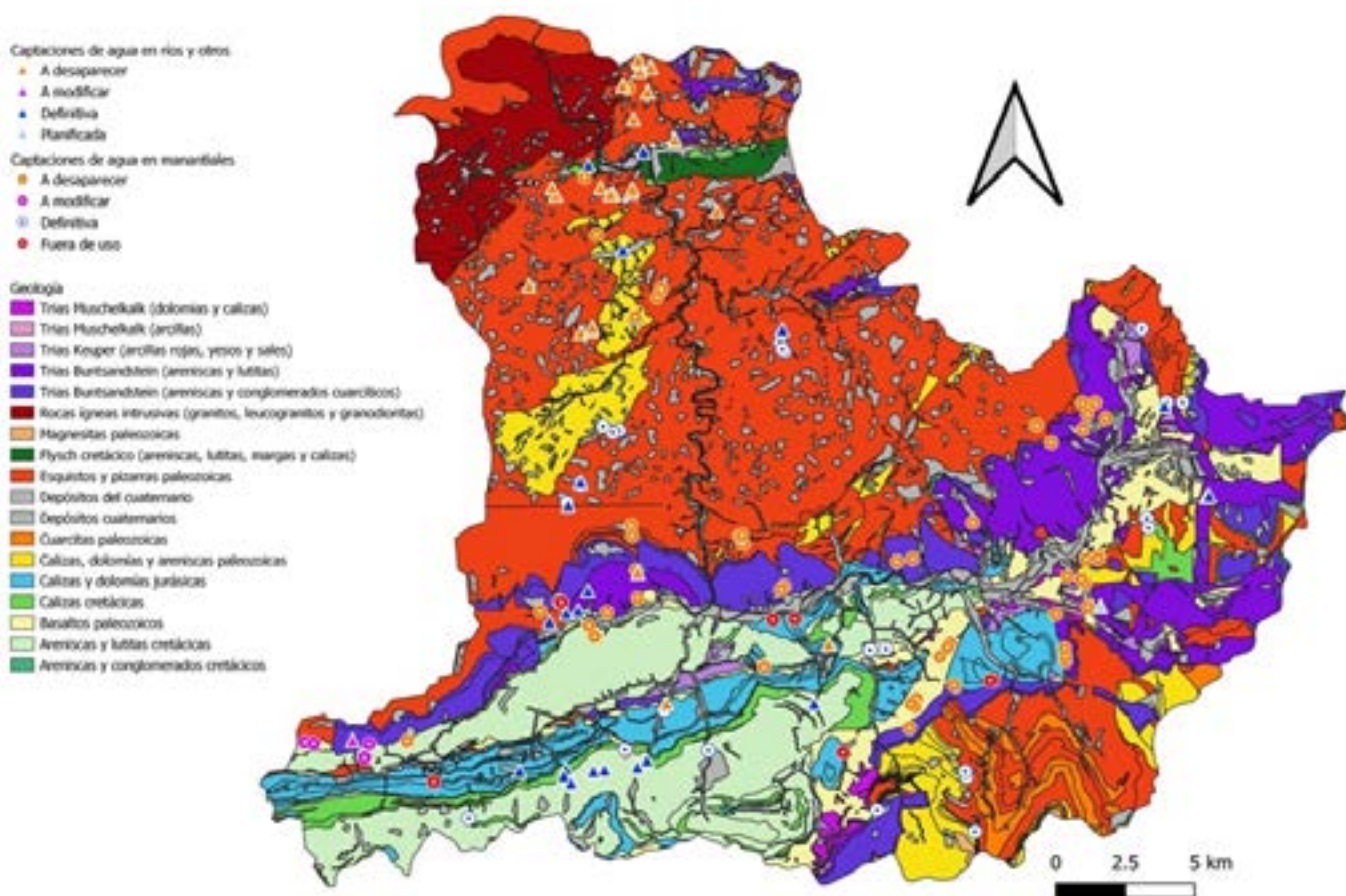 Captaciones de agua en ríos y otros
A desaparecer
A modificar
Definitiva
Planificada
Captaciones de agua en manantiales
A desaparecer
A modificar
Definitiva
Fuera de uso
Geología
Trias Muschelkalk (dolomias y calizas)
Trias Muschelkalk (arcillas)
Trias Keuper (arcillas rojas, yesos y sales)
Trias Buntsandstein (areniscas y lutitas)
Trias Buntsandstein (areniscas y conglomerados cuarcíticos)
Rocas ígneas intrusivas (granitos, leucogranitos y granodioritas)
Magnesitas paleozoicas
Flysch cretácico (areniscas, lutitas, margas y calizas)
Esquistos y pizarras paleozoicas
Depósitos del cuaternario
Depósitos cuaternarios
Cuarcitas paleozoicas
Calizas, dolomías y areniscas paleozoicas
Calizas y dolomías jurásicas
Calizas cretácicas
Basaltos paleozoicos
Areniscas y lutitas cretácicas
Areniscas y conglomerados cretácicos
0 2.5 5 km